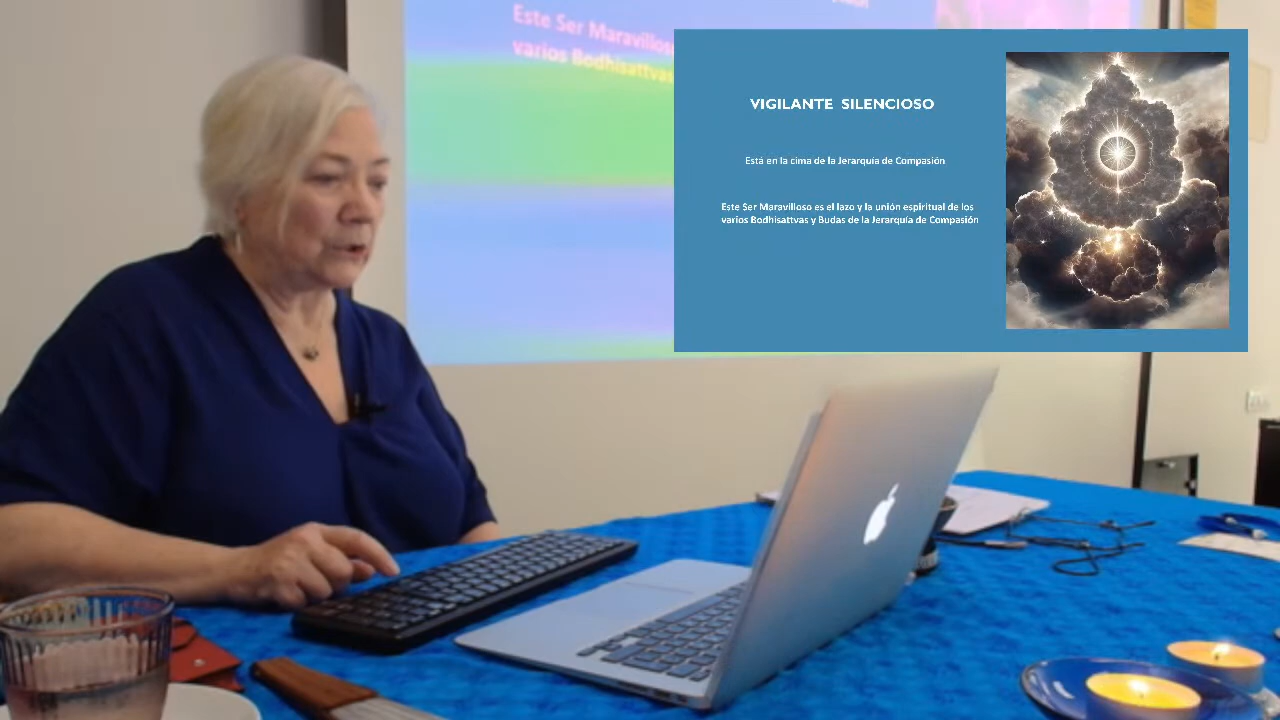 Este Ser Maravilloso
varios Bodhisattvas
VIGILANTE SILENCIOSO
Está en la cima de la Jerarquía de Compasión
Este Ser Maravilloso es el lazo y la unión espiritual de los
varios Bodhisattvas y Budas de la Jerarquía de Compasión